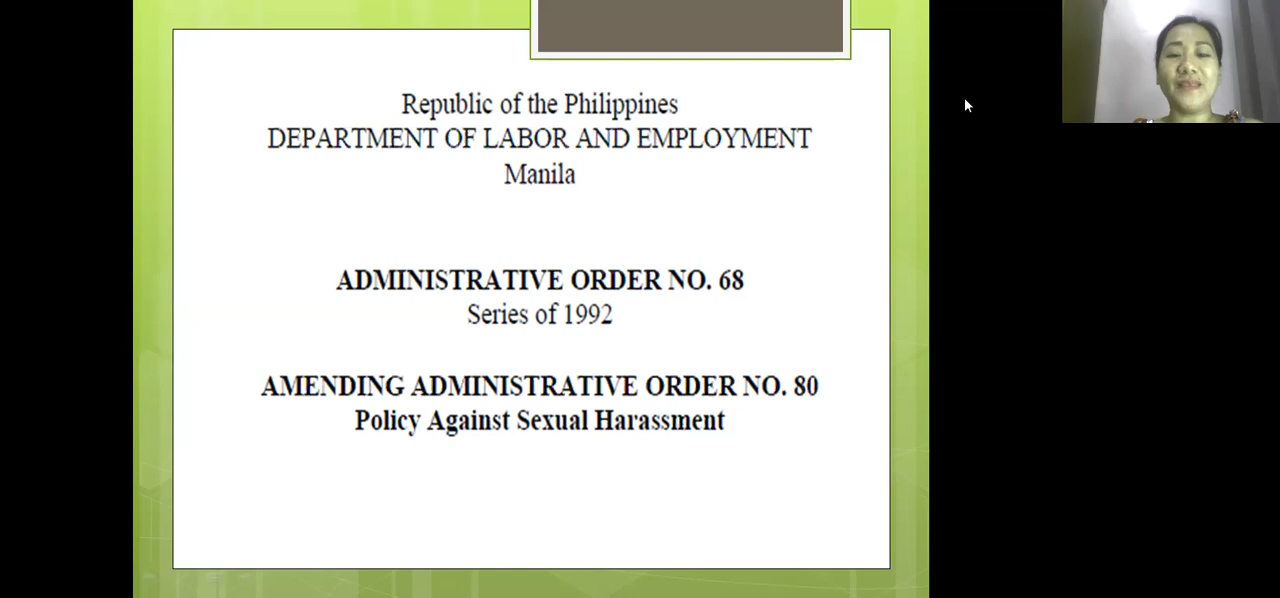 Republic of the Philippines
DEPARTMENT OF LABOR AND EMPLOYMENT
Manila
ADMINISTRATIVE ORDER NO. 68
Series of 1992
AMENDING ADMINISTRATIVE ORDER NO. 80
Policy Against Sexual Harassment